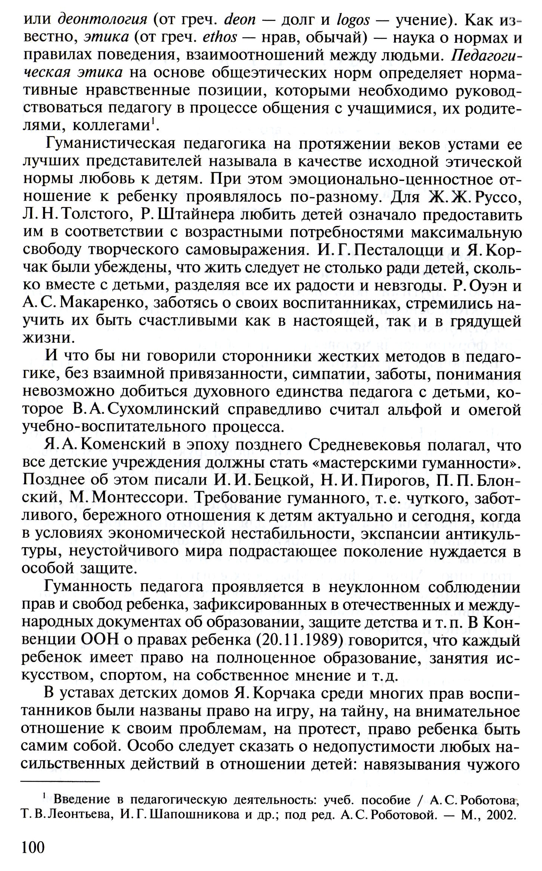 или деонтология (от греч. deon — долг и logos — учение). Как из-
вестно, этика (от греч. ethos — нрав, обычай) — наука о нормах и
правилах поведения, взаимоотношений между людьми. Педагоги-
ческая этика на основе общеэтических норм определяет норма-
тивные нравственные позиции, которыми необходимо руковод-
ствоваться педагогу в процессе общения с учащимися, их родите-
лями, коллегами¹.
Гуманистическая педагогика на протяжении веков устами ее
лучших представителей называла в качестве исходной этической
нормы любовь к детям. При этом эмоционально-ценностное от-
ношение к ребенку проявлялось по-разному. Для Ж.Ж.Руссо,
Л.Н.Толстого, Р.Штайнера любить детей означало предоставить
им в соответствии с возрастными потребностями максимальную
свободу творческого самовыражения. И.Г.Песталоцци и Я.Кор-
чак были убеждены, что жить следует не столько ради детей, сколь-
ко вместе с детьми, разделяя все их радости и невзгоды. Р.Оуэн и
А.С.Макаренко, заботясь о своих воспитанниках, стремились на-
учить их быть счастливыми как в настоящей, так и в грядущей
жизни.
И что бы ни говорили сторонники жестких методов в педаго-
гике, без взаимной привязанности, симпатии, заботы, понимания
невозможно добиться духовного единства педагога с детьми, ко-
торое В.А.Сухомлинский справедливо считал альфой и омегой
учебно-воспитательного процесса.
Я.А.Коменский в эпоху позднего Средневековья полагал, что
все детские учреждения должны стать «мастерскими гуманности».
Позднее об этом писали И.И.Бецкой, Н.И.Пирогов, П.П.Блон-
ский, М.Монтессори. Требование гуманного, т.е. чуткого, забот-
ливого, бережного отношения к детям актуально и сегодня, когда
в условиях экономической нестабильности, экспансии антикуль-
туры, неустойчивого мира подрастающее поколение нуждается в
особой защите.
Гуманность педагога проявляется в неуклонном соблюдении
прав и свобод ребенка, зафиксированных в отечественных и между-
народных документах об образовании, защите детства и т.п. В Кон-
венции ООН о правах ребенка (20.11.1989) говорится, что каждый
ребенок имеет право на полноценное образование, занятия ис-
кусством, спортом, на собственное мнение и т.д.
В уставах детских домов Я.Корчака среди многих прав воспи-
танников были названы право на игру, на тайну, на внимательное
отношение к своим проблемам, на протест, право ребенка быть
самим собой. Особо следует сказать о недопустимости любых на-
сильственных действий в отношении детей: навязывания чужого
¹ Введение в педагогическую деятельность: учеб. пособие / А.С.Роботова,
Т.В.Леонтьева, И.Г.Шапошникова и др.; под ред. А.С.Роботовой. — М., 2002.
100